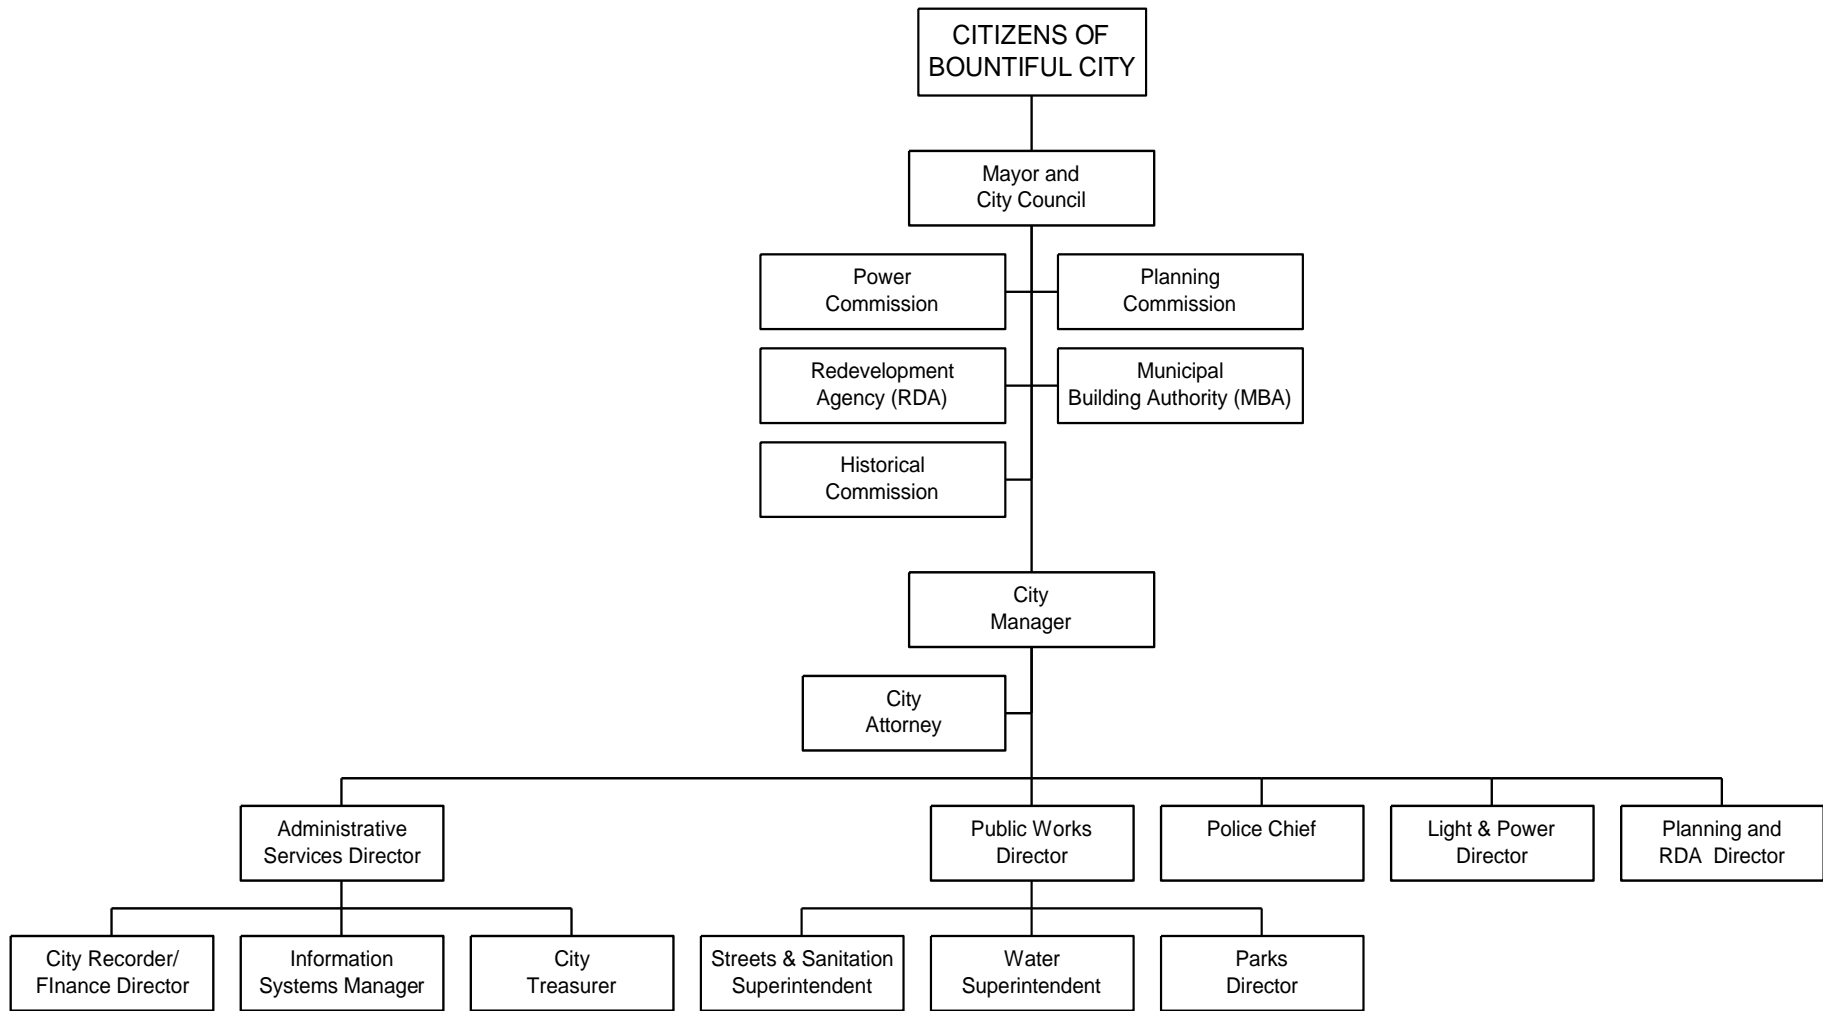 CITIZENS OF
BOUNTIFUL CITY
Mayor and
City Council
Power
Commission
Planning
Commission
Redevelopment
Agency (RDA)
Municipal
Building Authority (MBA)
Historical
Commission
City
Manager
City
Attorney
Administrative
Services Director
Public Works
Director
Police Chief
Light & Power
Director
Planning and
RDA Director
City Recorder/
FInance Director
Information
Systems Manager
City
Treasurer
Streets & Sanitation
Superintendent
Water
Superintendent
Parks
Director